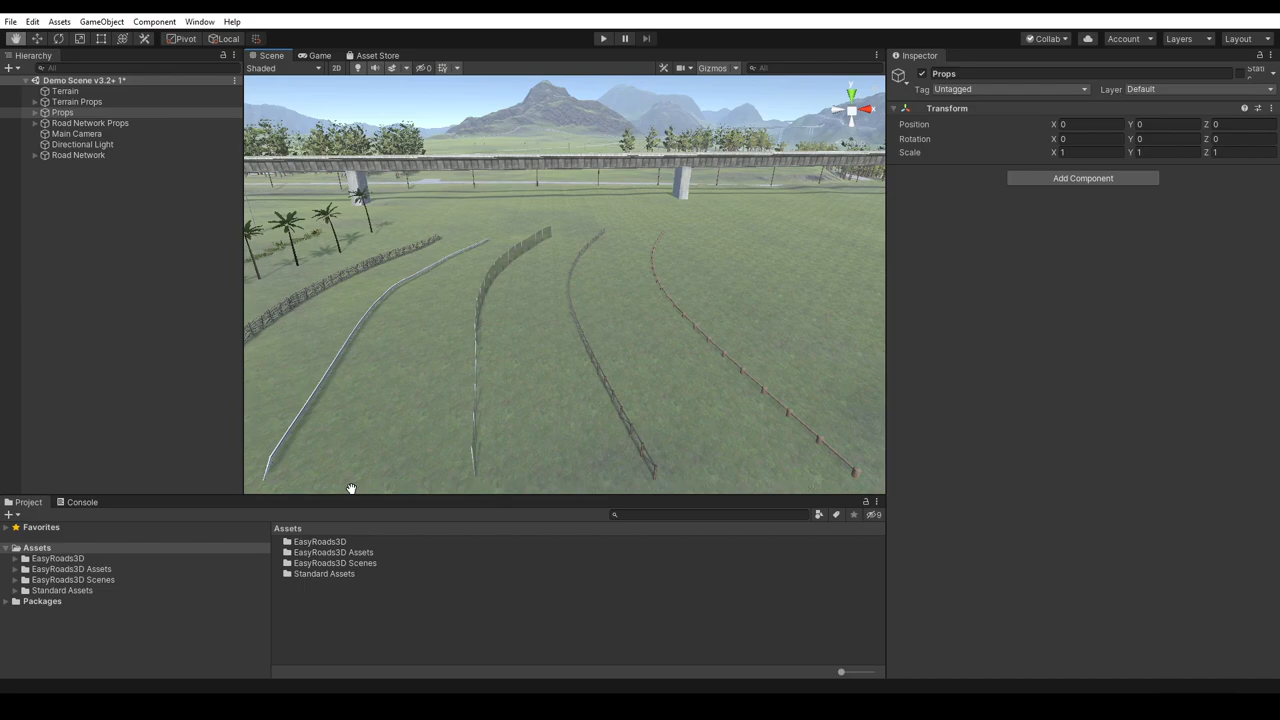 File Edit Assets GameObject Component Window Help
Pivot Local Collab Account Layers Layout
Hierarchy Scene Game Asset Store Inspector
All Shaded 2D 0 Gizmos All
Demo Scene v3.2+ 1*
Terrain
Terrain Props
Props
Road Network Props
Main Camera
Directional Light
Road Network
y
x
Props Stati
c
Tag Untagged Layer Default
Transform
Position X 0 Y 0 Z 0
Rotation X 0 Y 0 Z 0
Scale X 1 Y 1 Z 1
Add Component
Project Console
9
Favorites
Assets
EasyRoads3D
EasyRoads3D Assets
EasyRoads3D Scenes
Standard Assets
Packages
Assets
EasyRoads3D
EasyRoads3D Assets
EasyRoads3D Scenes
Standard Assets